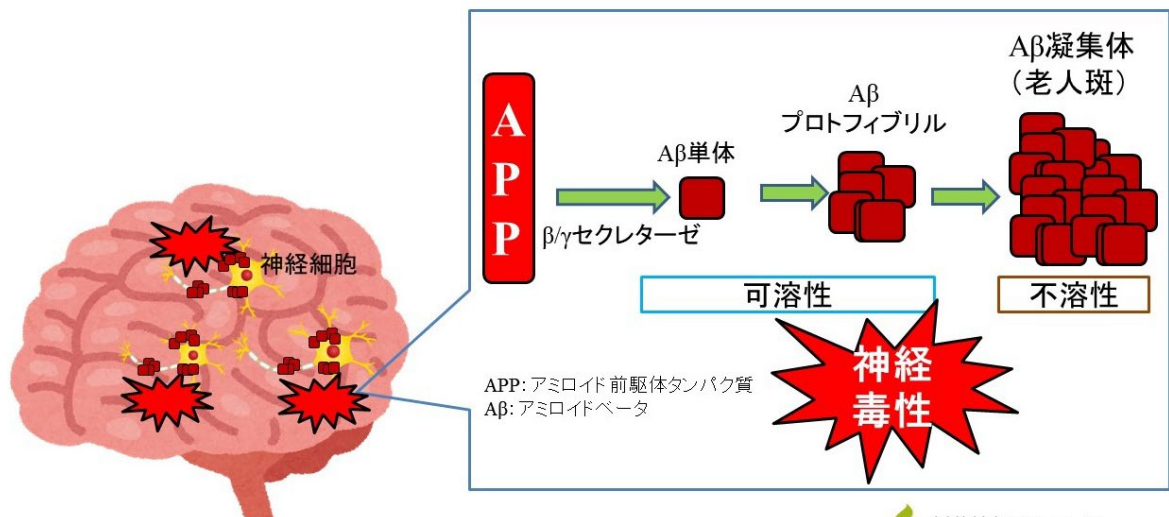 神経細胞
A
P
P
β/γセクレターゼ
Aβ単体
Aβ
プロトフィブリル
Aβ凝集体
（老人斑）
可溶性
不溶性
神経
毒性
APP：アミロイド前駆体タンパク質
Aβ：アミロイドベータ